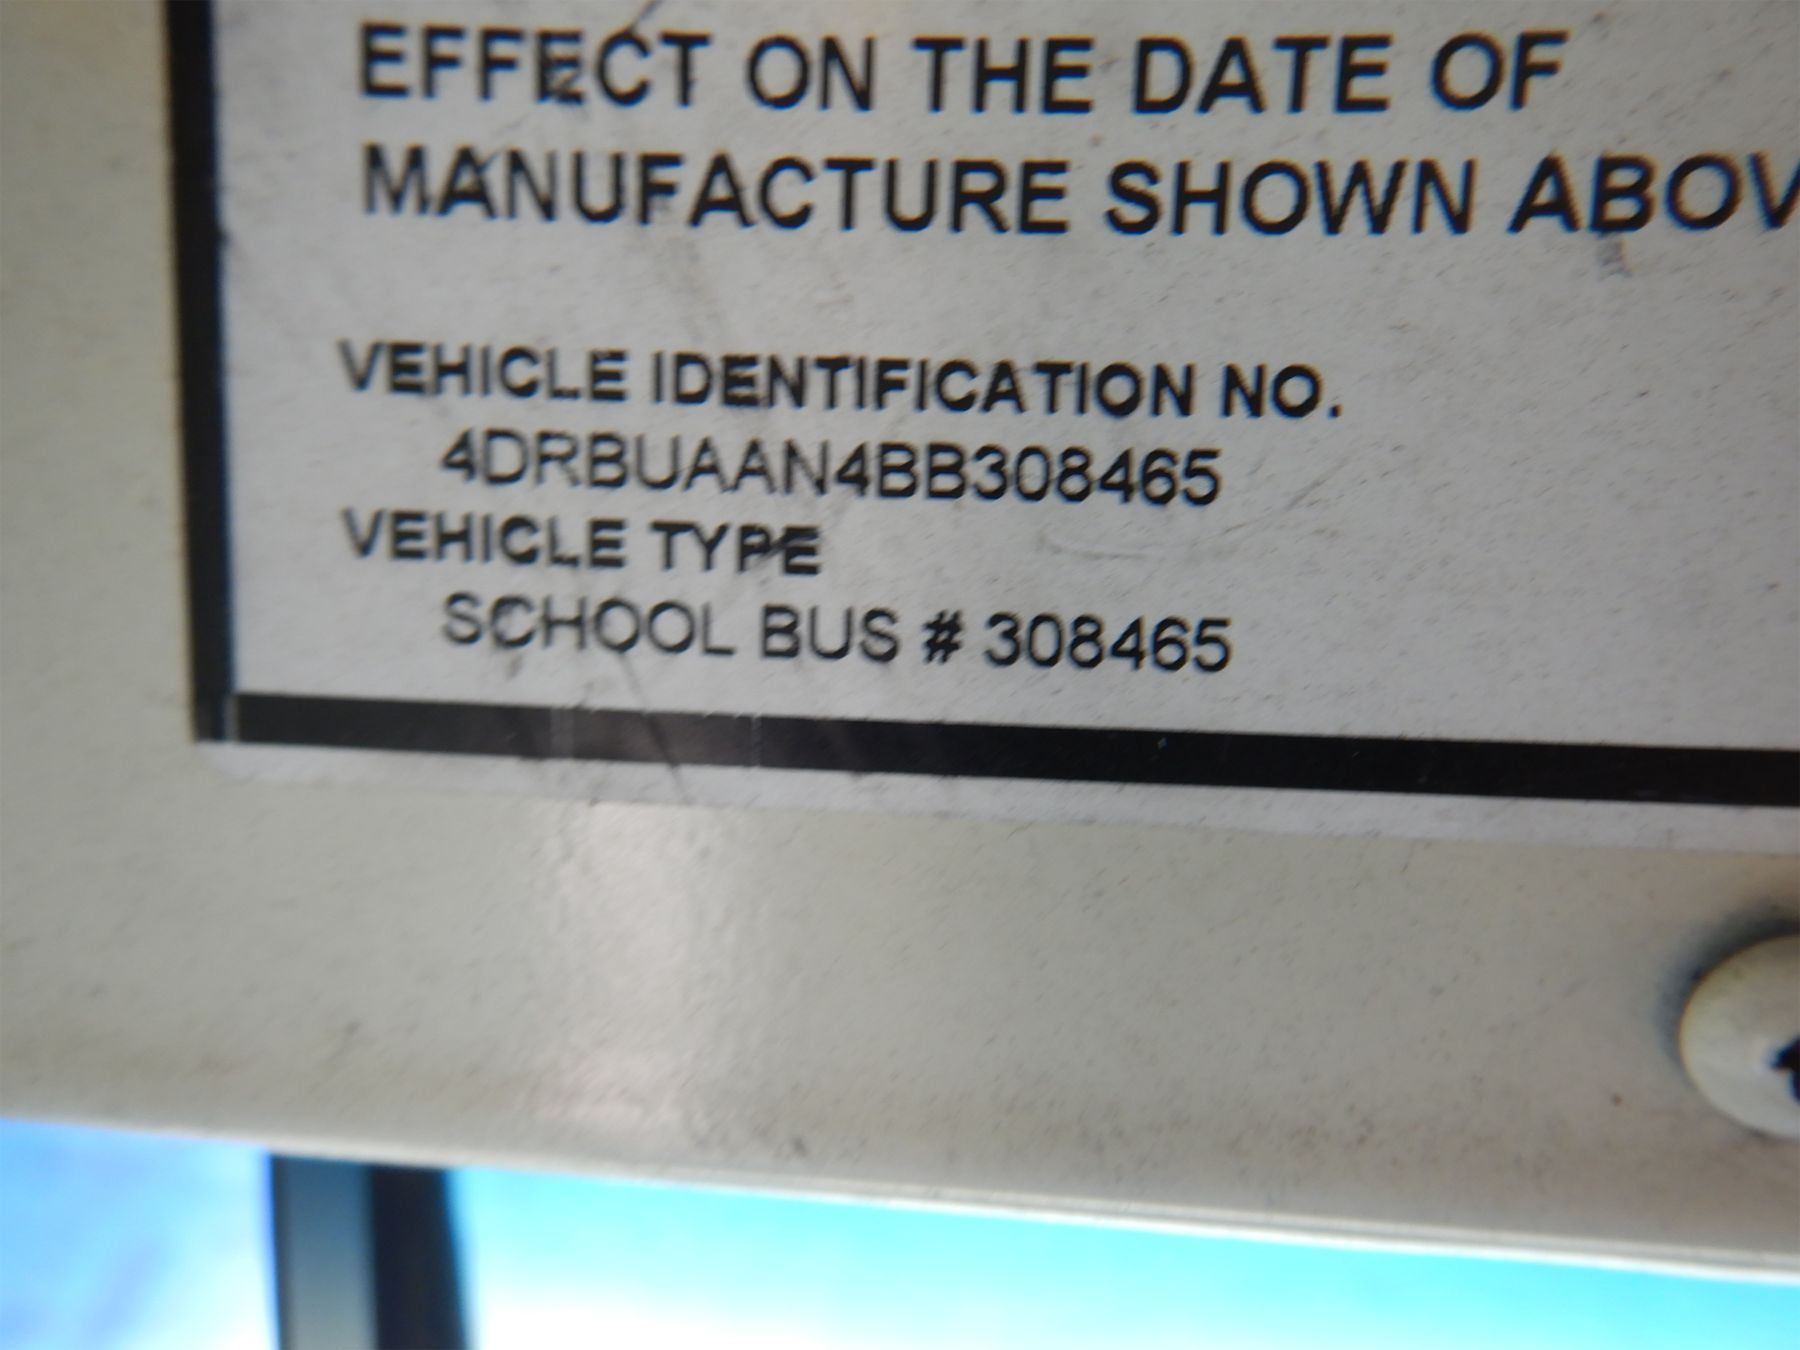 EFFECT ON THE DATE OF
MANUFACTURE SHOWN ABOV
VEHICLE IDENTIFICATION NO.
4DRBUAAN4BB308465
VEHICLE TYPE
SCHOOL BUS # 308465